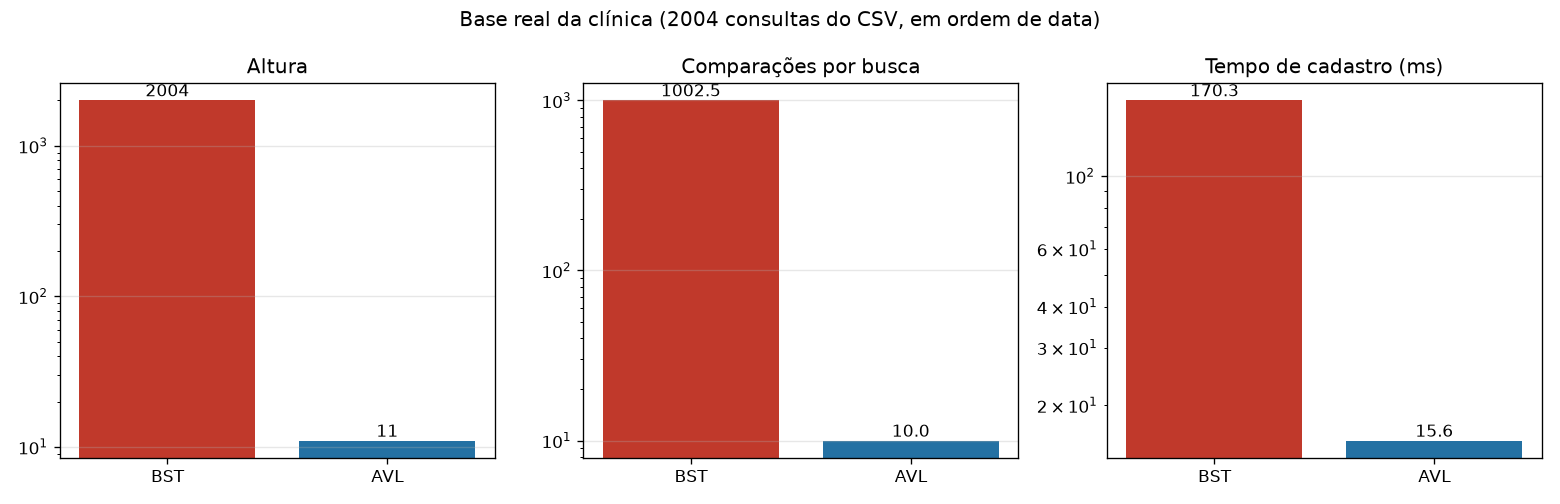 Base real da clínica (2004 consultas do CSV, em ordem de data)
Altura
2004
11
10³
10²
10¹
BST
AVL
Comparações por busca
1002.5
10.0
10³
10²
10¹
BST
AVL
Tempo de cadastro (ms)
170.3
15.6
10²
6 × 10¹
4 × 10¹
3 × 10¹
2 × 10¹
BST
AVL